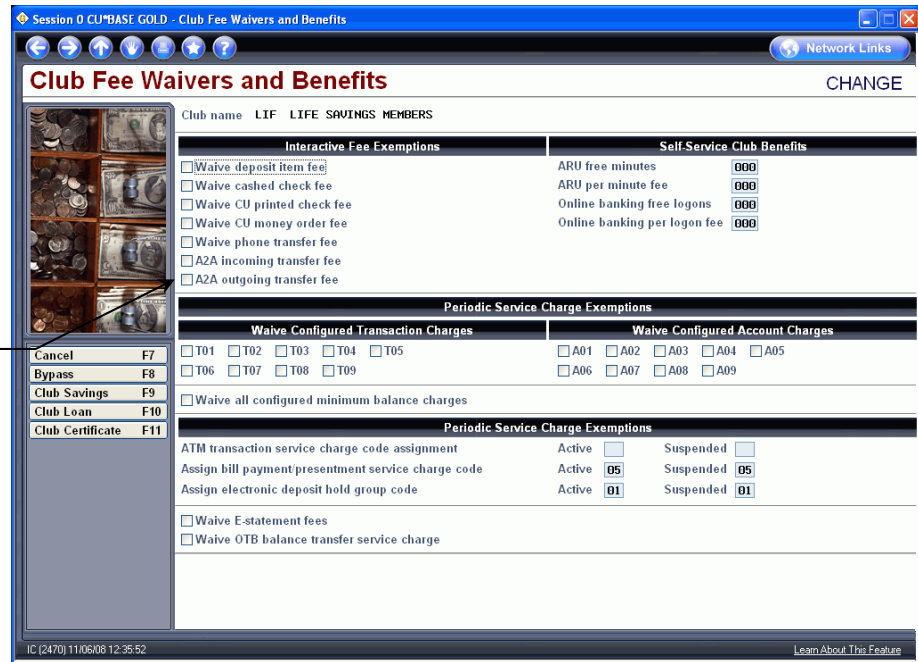 Session 0 CU*BASE GOLD - Club Fee Waivers and Benefits
Network Links
Club Fee Waivers and Benefits
CHANGE
Club name LIF LIFE SAVINGS MEMBERS
Interactive Fee Exemptions
Waive deposit item fee
Waive cashed check fee
Waive CU printed check fee
Waive CU money order fee
Waive phone transfer fee
A2A incoming transfer fee
A2A outgoing transfer fee
Self-Service Club Benefits
ARU free minutes 000
ARU per minute fee 000
Online banking free logons 000
Online banking per logon fee 000
Periodic Service Charge Exemptions
Waive Configured Transaction Charges
T01 T02 T03 T04 T05
T06 T07 T08 T09
Waive Configured Account Charges
A01 A02 A03 A04 A05
A06 A07 A08 A09
Waive all configured minimum balance charges
Periodic Service Charge Exemptions
ATM transaction service charge code assignment Active Suspended
Assign bill payment/presentment service charge code Active 05 Suspended 05
Assign electronic deposit hold group code Active 01 Suspended 01
Waive E-statement fees
Waive OTB balance transfer service charge
Cancel F7
Bypass F8
Club Savings F9
Club Loan F10
Club Certificate F11
IC (2470) 11/06/08 12:35:52
Learn About This Feature